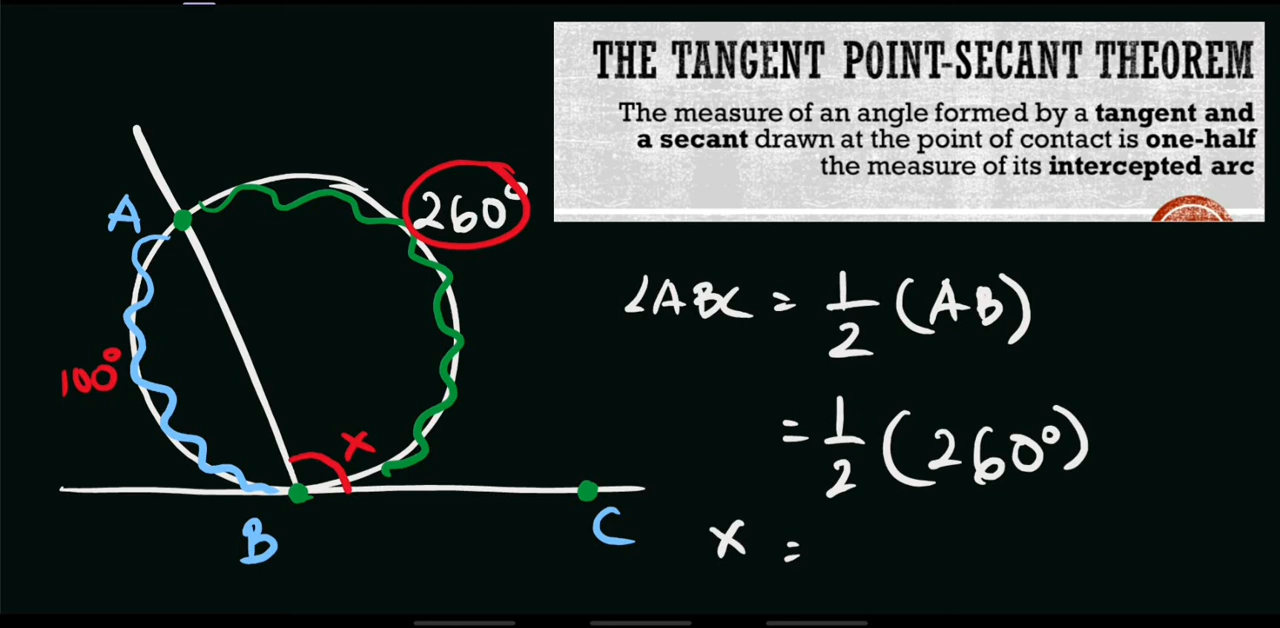 THE TANGENT POINT-SECANT THEOREM
The measure of an angle formed by a tangent and
a secant drawn at the point of contact is one-half
the measure of its intercepted arc
A
260°
100°
x
B
C
∠ABC = 1/2 (AB)
= 1/2 (260°)
x =